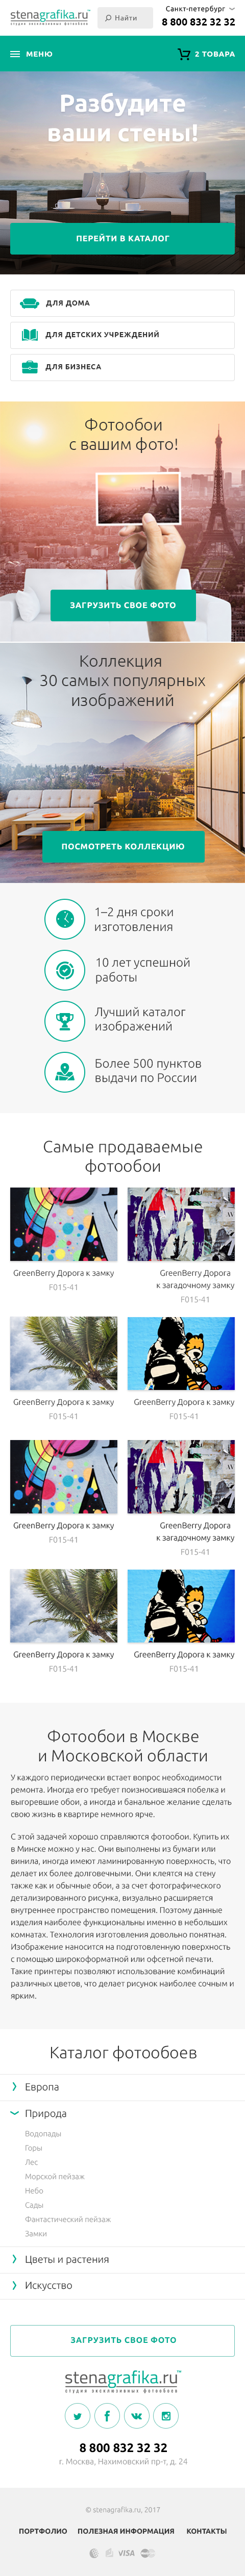 stenagrafika.ru™
студия эксклюзивных фотообоев
Найти
Санкт-петербург
8 800 832 32 32
МЕНЮ
2 ТОВАРА
Разбудите
ваши стены!
ПЕРЕЙТИ В КАТАЛОГ
ДЛЯ ДОМА
ДЛЯ ДЕТСКИХ УЧРЕЖДЕНИЙ
ДЛЯ БИЗНЕСА
Фотообои
с вашим фото!
ЗАГРУЗИТЬ СВОЕ ФОТО
Коллекция
30 самых популярных
изображений
ПОСМОТРЕТЬ КОЛЛЕКЦИЮ
1–2 дня сроки
изготовления
10 лет успешной
работы
Лучший каталог
изображений
Более 500 пунктов
выдачи по России
Самые продаваемые
фотообои
GreenBerry Дорога к замку
F015-41
GreenBerry Дорога
к загадочному замку
F015-41
GreenBerry Дорога к замку
F015-41
GreenBerry Дорога к замку
F015-41
GreenBerry Дорога к замку
F015-41
GreenBerry Дорога
к загадочному замку
F015-41
GreenBerry Дорога к замку
F015-41
GreenBerry Дорога к замку
F015-41
Фотообои в Москве
и Московской области
У каждого периодически встает вопрос необходимости
ремонта. Иногда его требует поизносившаяся побелка и
выгоревшие обои, а иногда и банальное желание сделать
свою жизнь в квартире немного ярче.
С этой задачей хорошо справляются фотообои. Купить их
в Минске можно у нас. Они выполнены из бумаги или
винила, иногда имеют ламинированную поверхность, что
делает их более долговечными. Они клеятся на стену
также как и обычные обои, а за счет фотографического
детализированного рисунка, визуально расширяется
внутреннее пространство помещения. Поэтому данные
изделия наиболее функциональны именно в небольших
комнатах. Технология изготовления довольно понятная.
Изображение наносится на подготовленную поверхность
с помощью широкоформатной или офсетной печати.
Такие принтеры позволяют использование комбинаций
различных цветов, что делает рисунок наиболее сочным и
ярким.
Каталог фотообоев
Европа
Природа
Водопады
Горы
Лес
Морской пейзаж
Небо
Сады
Фантастический пейзаж
Замки
Цветы и растения
Искусство
ЗАГРУЗИТЬ СВОЕ ФОТО
stenagrafika.ru™
студия эксклюзивных фотообоев
8 800 832 32 32
г. Москва, Нахимовский пр-т, д. 24
© stenagrafika.ru, 2017
ПОРТФОЛИО
ПОЛЕЗНАЯ ИНФОРМАЦИЯ
КОНТАКТЫ
VISA